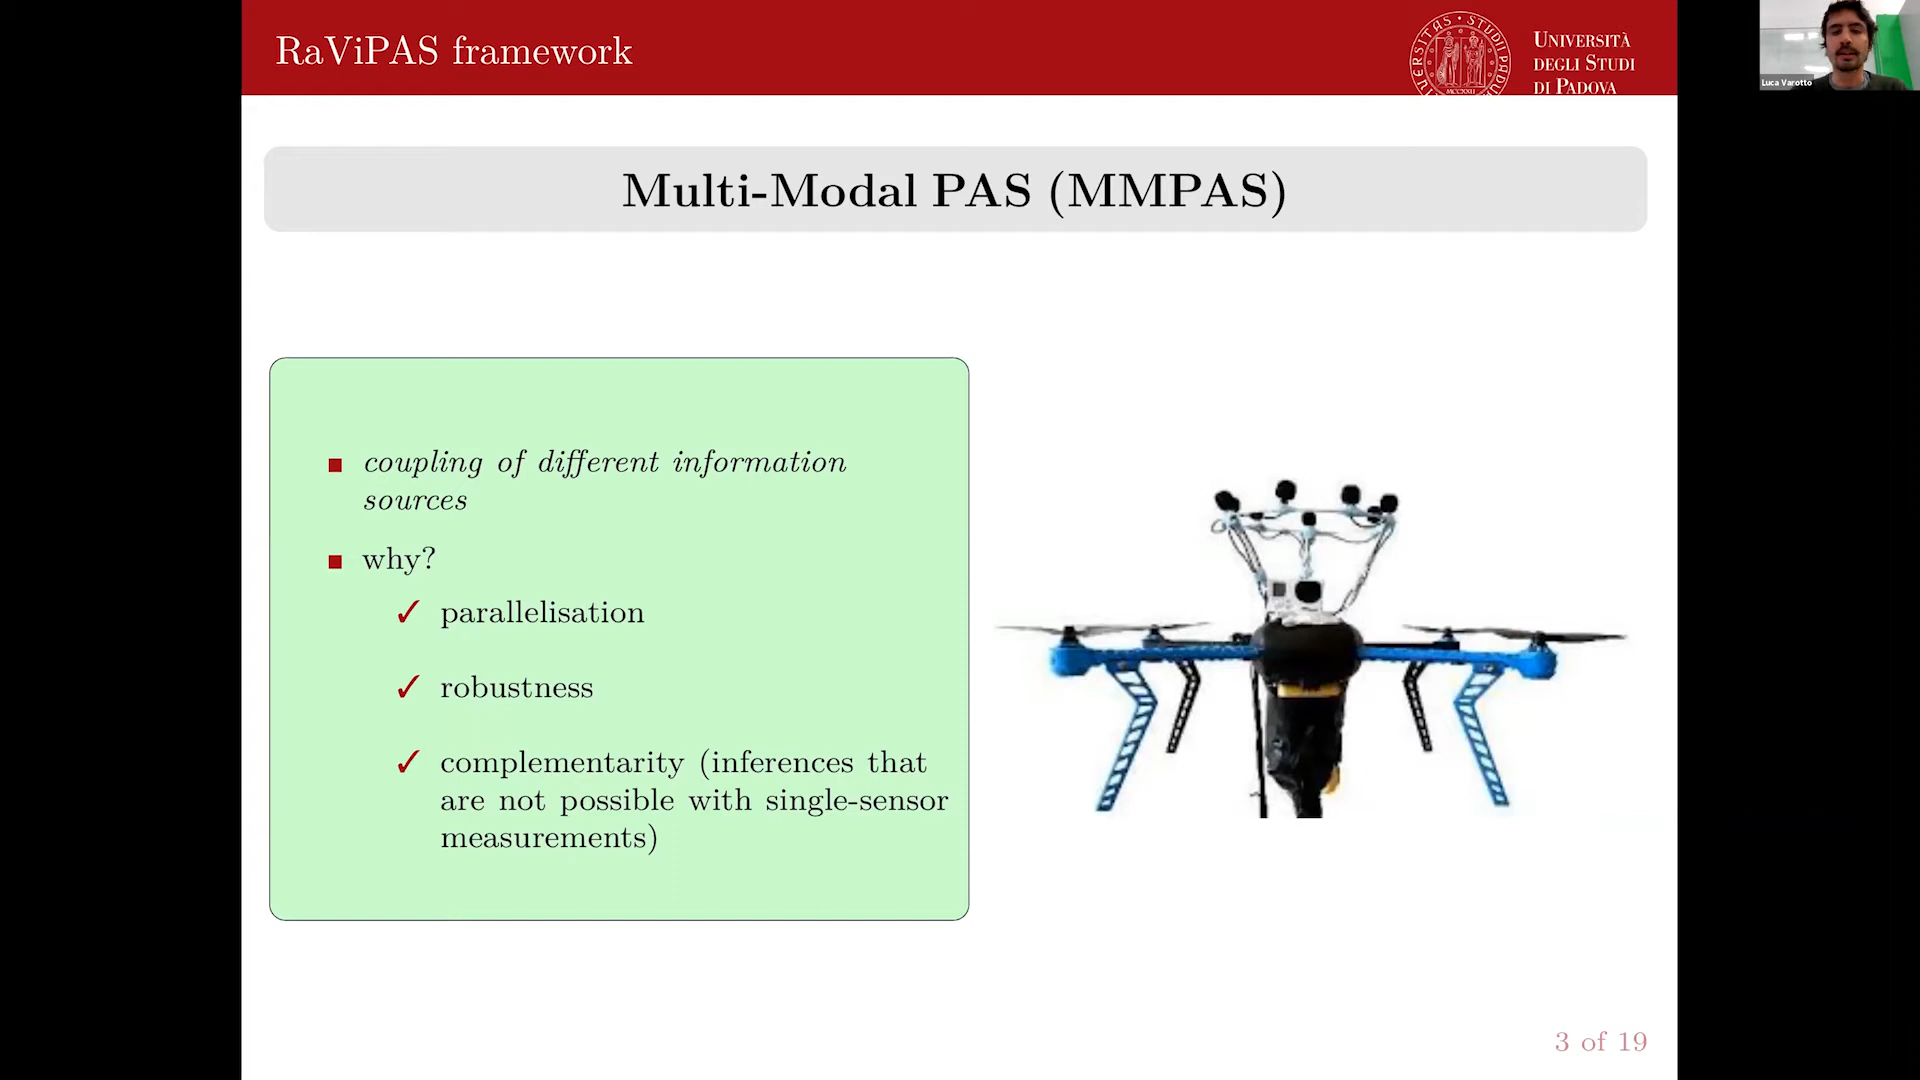 RaViPAS framework
UNIVERSITÀ
DEGLI STUDI
DI PADOVA
Luca Varotto
Multi-Modal PAS (MMPAS)
coupling of different information
sources
why?
✓ parallelisation
✓ robustness
✓ complementarity (inferences that
are not possible with single-sensor
measurements)
3 of 19